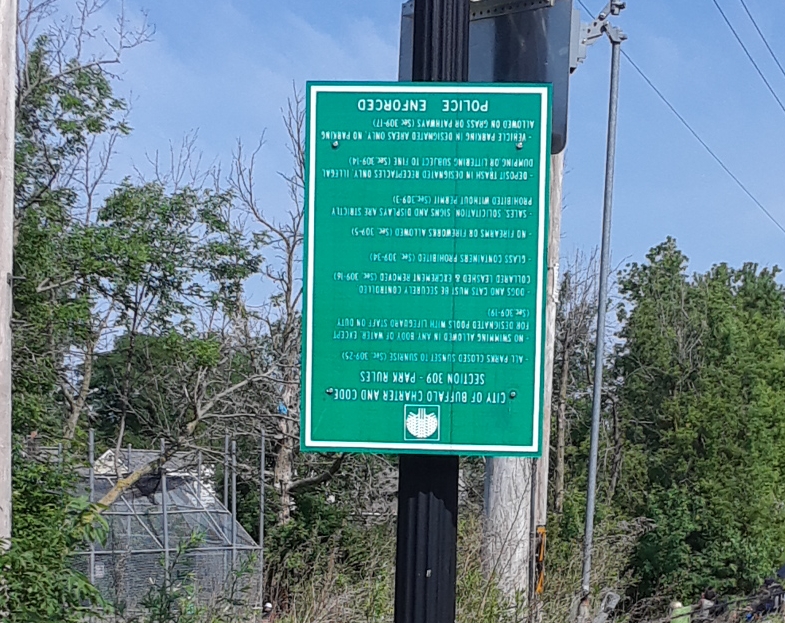 CITY OF BUFFALO CHARTER AND CODE
SECTION 309 - PARK RULES
- ALL PARKS CLOSED SUNSET TO SUNRISE (Sec 309-25)
- NO SWIMMING ALLOWED IN ANY BODY OF WATER, EXCEPT
FOR DESIGNATED POOLS WITH LIFEGUARD STAFF ON DUTY
(Sec 309-19)
- DOGS AND CATS MUST BE SECURELY CONTROLLED
COLLARED LEASHED & EXCREMENT REMOVED (Sec 309-16)
- GLASS CONTAINERS PROHIBITED (Sec 309-34)
- NO FIREARMS OR FIREWORKS ALLOWED (Sec 309-5)
- SALES, SOLICITATION, SIGNS AND DISPLAYS ARE STRICTLY
PROHIBITED WITHOUT PERMIT (Sec 309-3)
- DEPOSIT TRASH IN DESIGNATED RECEPTACLES ONLY, ILLEGAL
DUMPING OR LITTERING SUBJECT TO FINE (Sec 309-14)
- VEHICLE PARKING IN DESIGNATED AREAS ONLY, NO PARKING
ALLOWED ON GRASS OR PATHWAYS (Sec 309-17)
POLICE ENFORCED